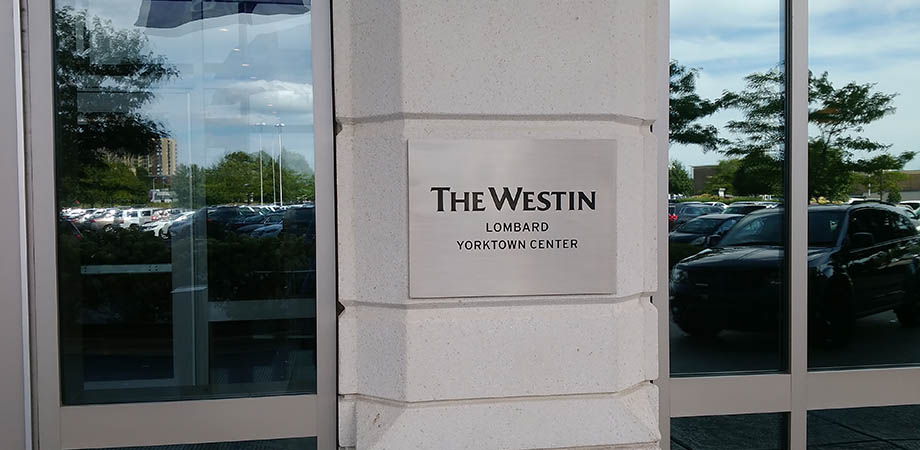 THE WESTIN
LOMBARD
YORKTOWN CENTER